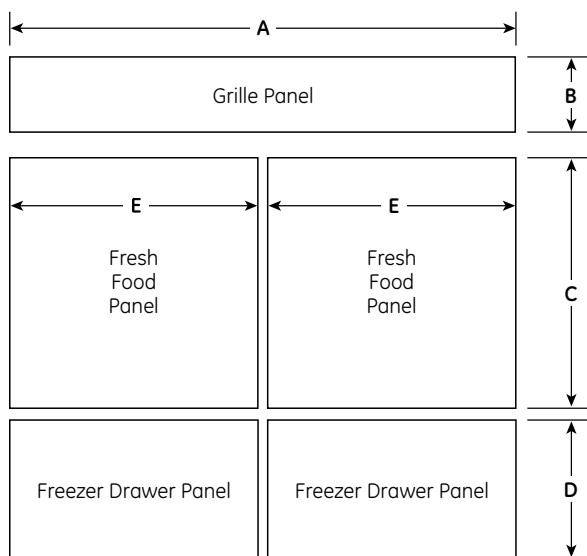 A
Grille Panel
B
E
E
Fresh
Food
Panel
Fresh
Food
Panel
C
Freezer Drawer Panel
Freezer Drawer Panel
D